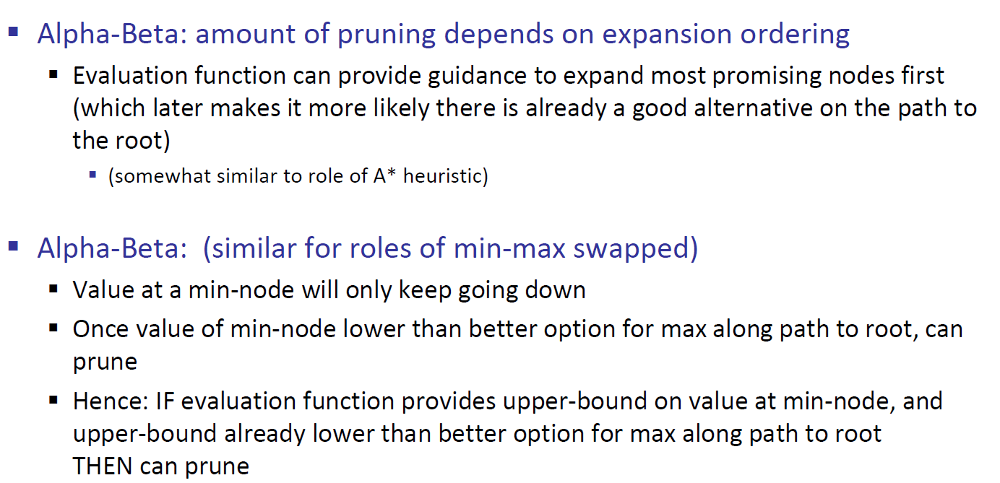 Alpha-Beta: amount of pruning depends on expansion ordering
Evaluation function can provide guidance to expand most promising nodes first
(which later makes it more likely there is already a good alternative on the path to
the root)
(somewhat similar to role of A* heuristic)
Alpha-Beta: (similar for roles of min-max swapped)
Value at a min-node will only keep going down
Once value of min-node lower than better option for max along path to root, can
prune
Hence: IF evaluation function provides upper-bound on value at min-node, and
upper-bound already lower than better option for max along path to root
THEN can prune